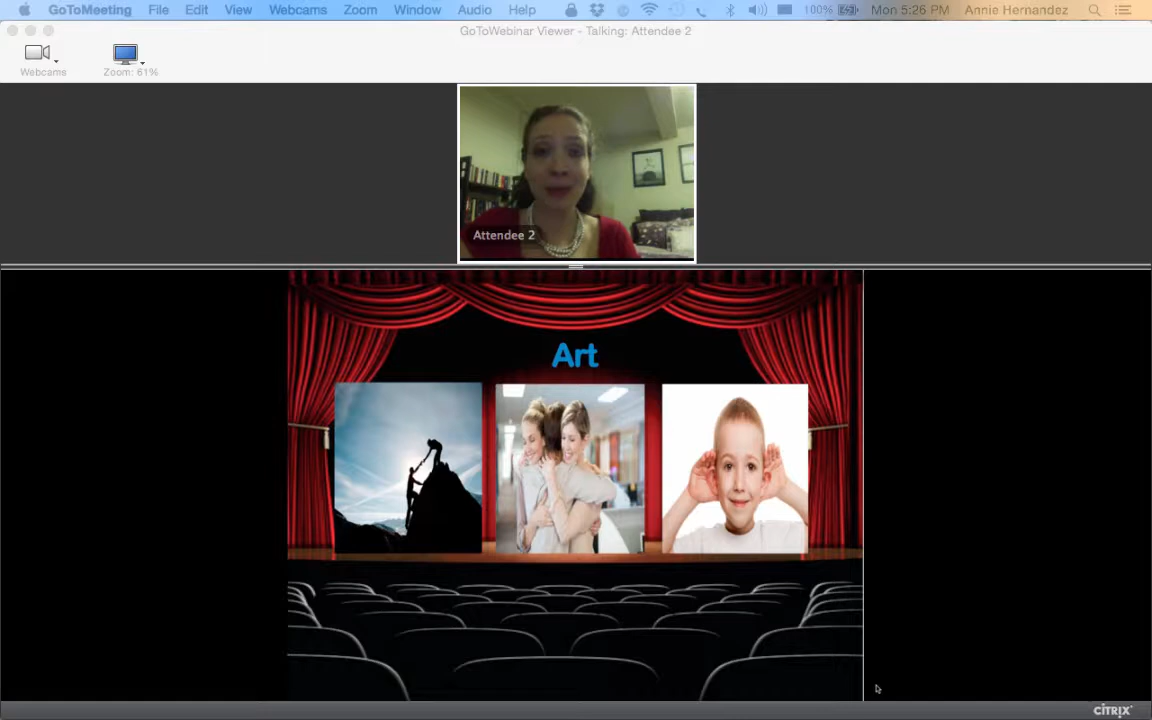 GoToMeeting File Edit View Webcams Zoom Window Audio Help 100% Mon 5:26 PM Annie Hernandez
GoToWebinar Viewer - Talking: Attendee 2
Webcams Zoom: 61%
Attendee 2
Art
CITRIX